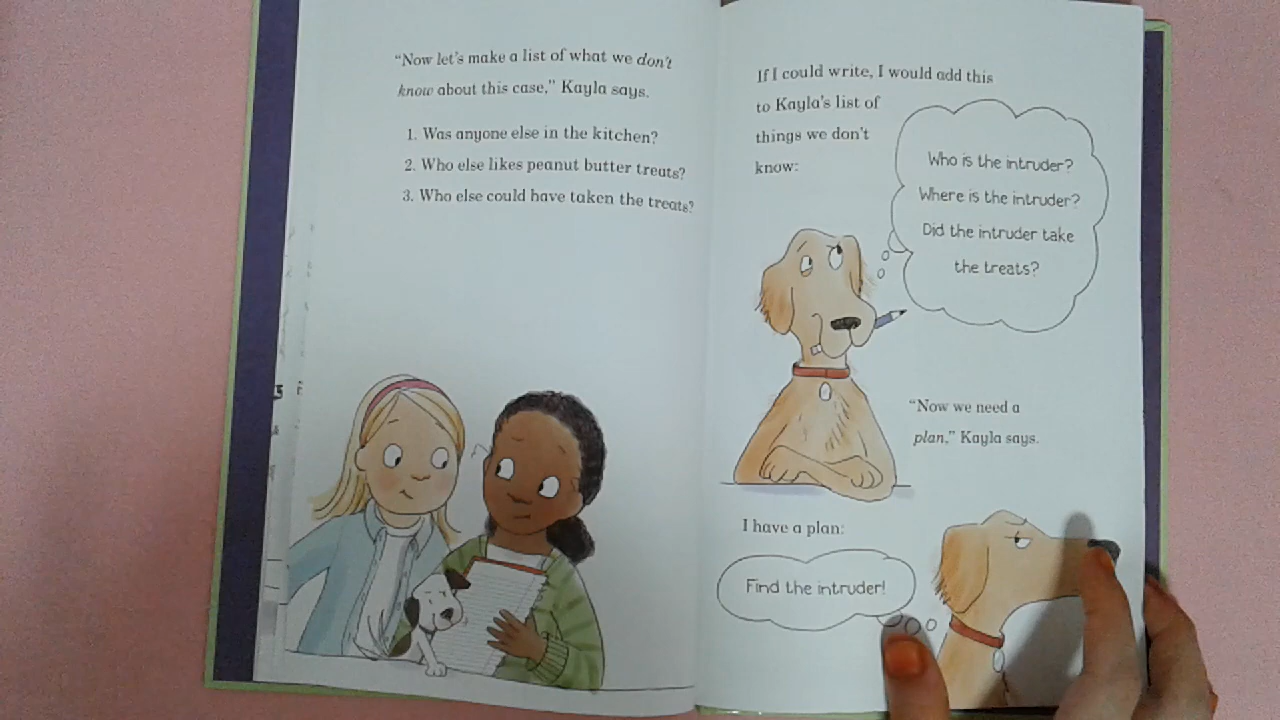 “Now let’s make a list of what we don’t
know about this case,” Kayla says.
1. Was anyone else in the kitchen?
2. Who else likes peanut butter treats?
3. Who else could have taken the treats?
If I could write, I would add this
to Kayla’s list of
things we don’t
know:
Who is the intruder?
Where is the intruder?
Did the intruder take
the treats?
“Now we need a
plan,” Kayla says.
I have a plan:
Find the intruder!